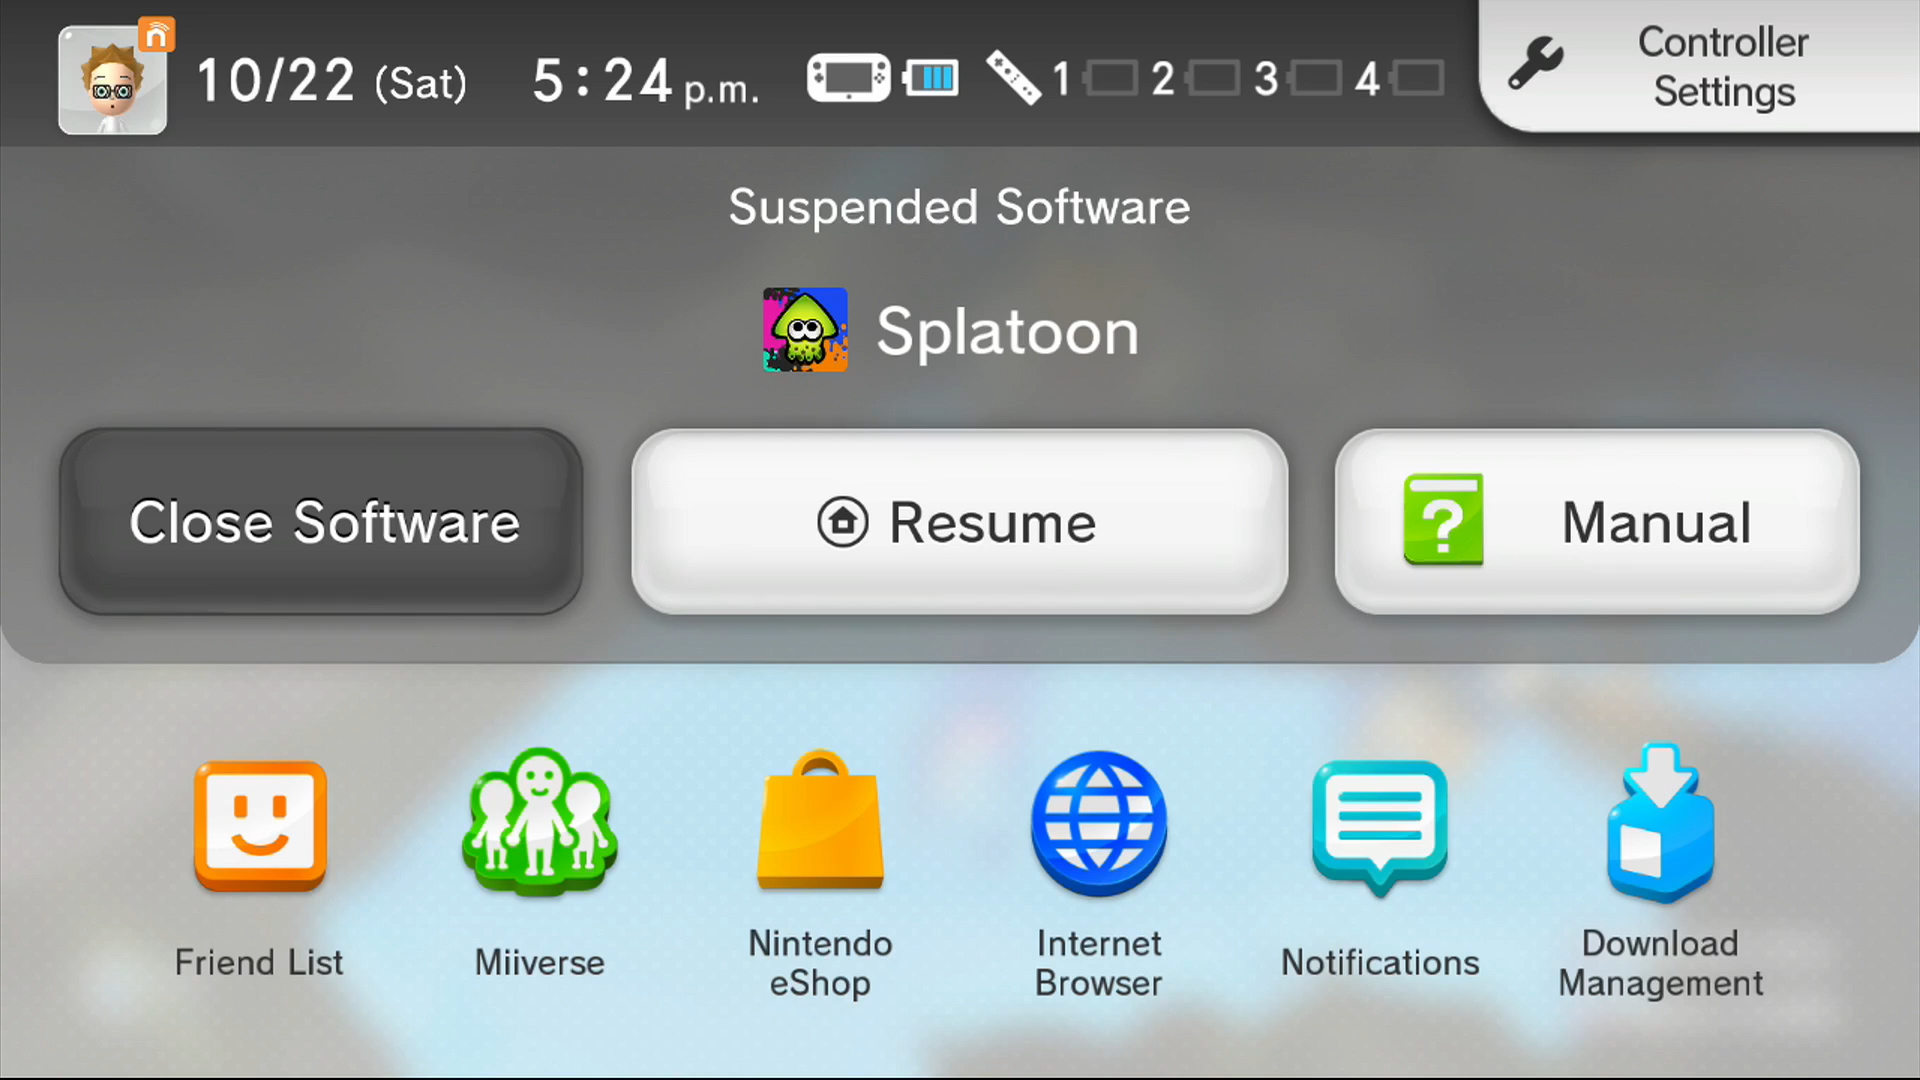 10/22 (Sat) 5:24 p.m. 1 2 3 4
Controller
Settings
Suspended Software
Splatoon
Close Software
Resume
? Manual
Friend List
Miiverse
Nintendo
eShop
Internet
Browser
Notifications
Download
Management